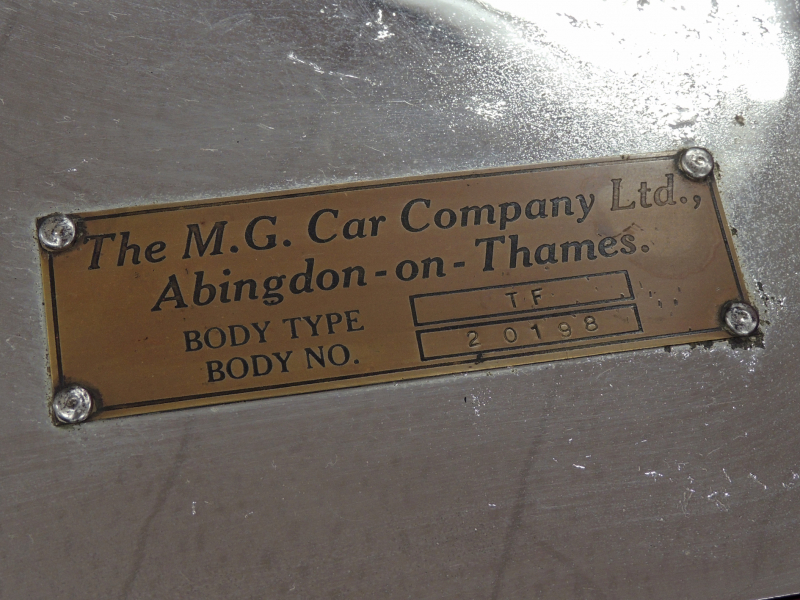 The M.G. Car Company Ltd.,
Abingdon-on-Thames.
BODY TYPE TF
BODY NO. 20198